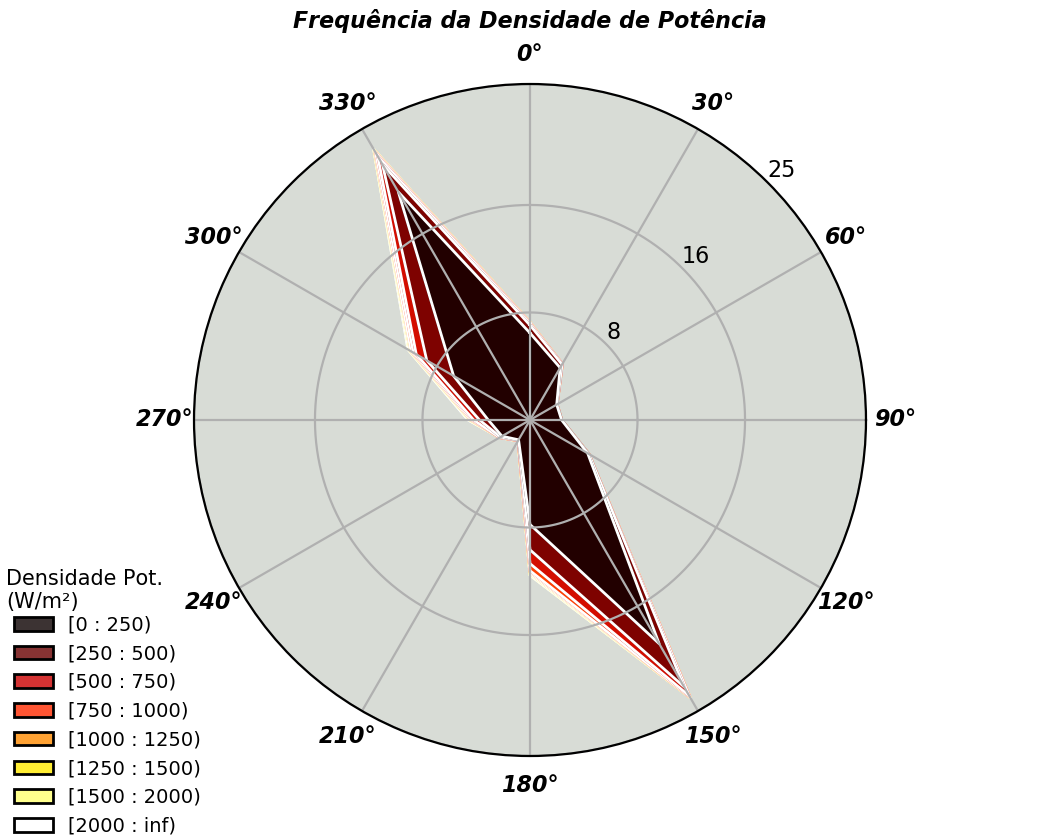 Frequência da Densidade de Potência
0°
330°
30°
25
300°
60°
16
8
270°
90°
240°
120°
210°
150°
180°
Densidade Pot.
(W/m²)
[0 : 250)
[250 : 500)
[500 : 750)
[750 : 1000)
[1000 : 1250)
[1250 : 1500)
[1500 : 2000)
[2000 : inf)